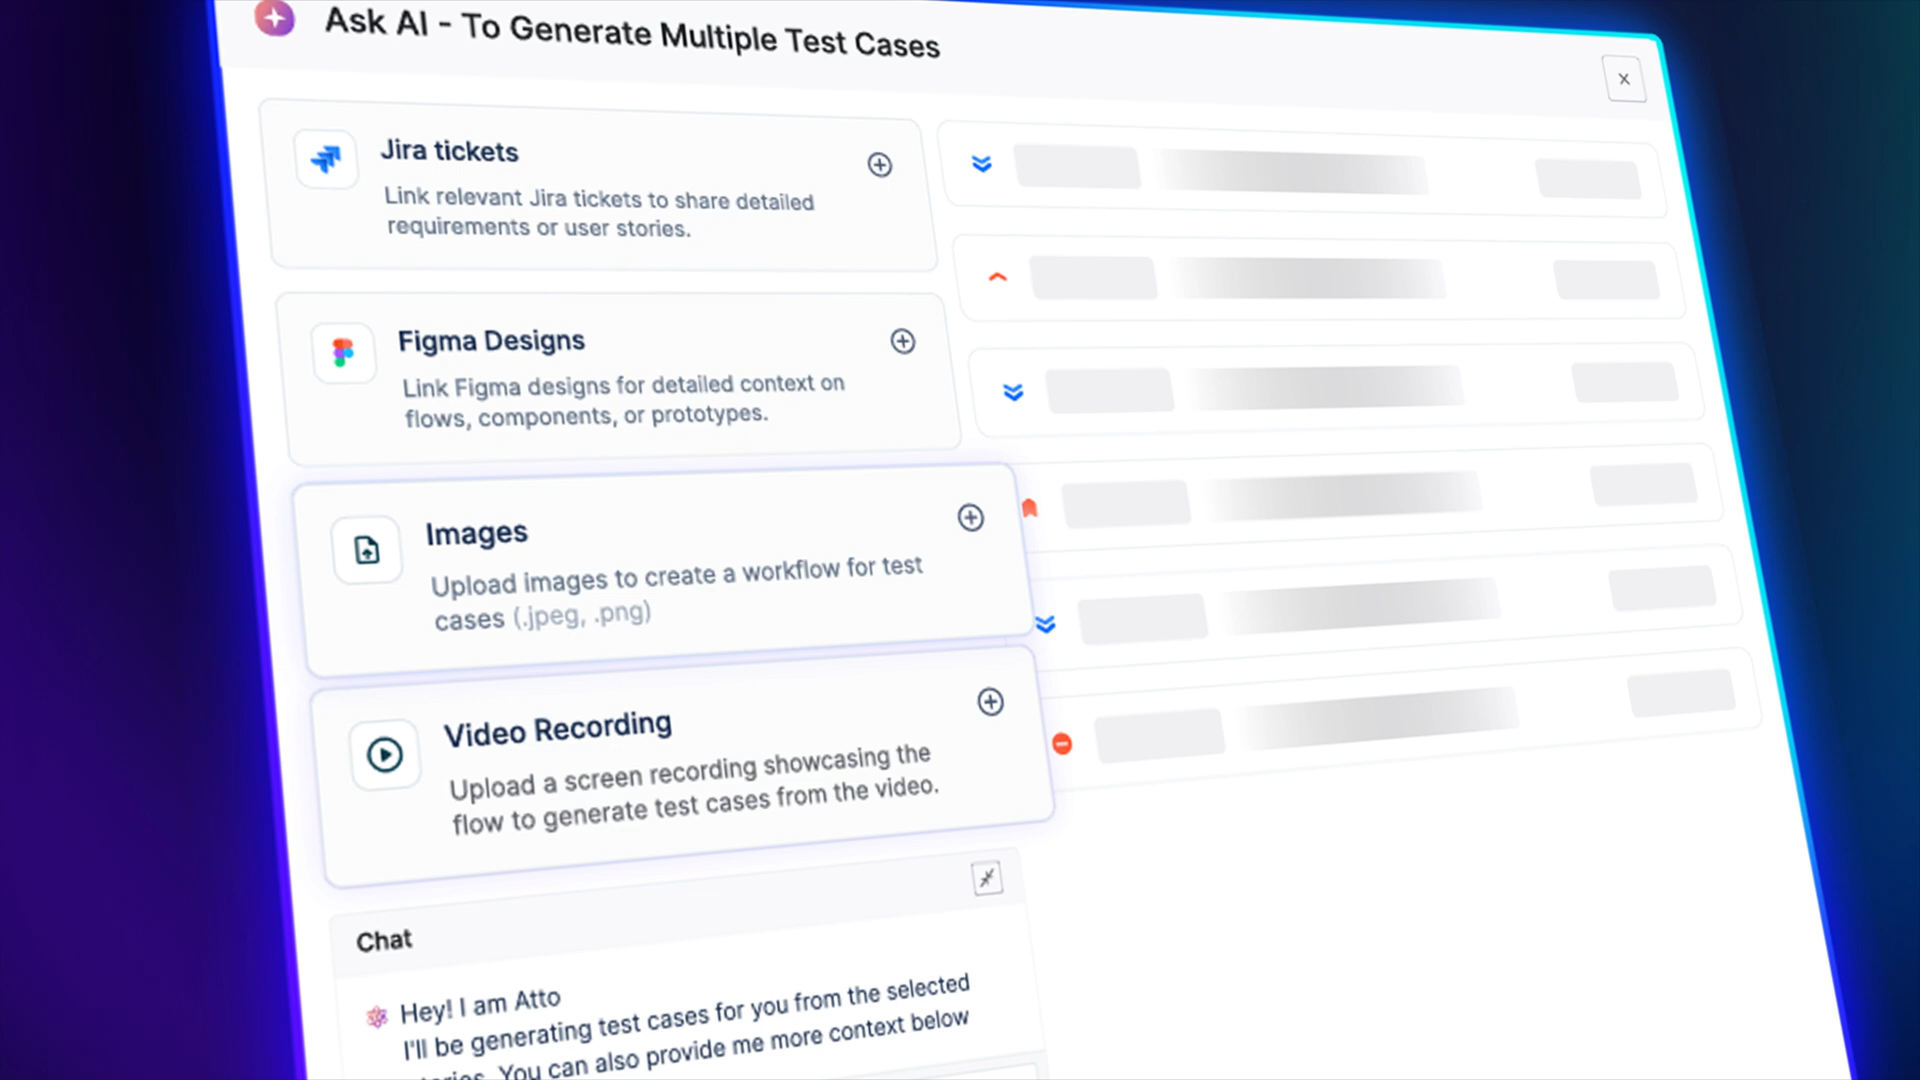 Ask AI - To Generate Multiple Test Cases
x
Jira tickets
Link relevant Jira tickets to share detailed
requirements or user stories.
Figma Designs
Link Figma designs for detailed context on
flows, components, or prototypes.
Images
Upload images to create a workflow for test
cases (.jpeg, .png)
Video Recording
Upload a screen recording showcasing the
flow to generate test cases from the video.
Chat
Hey! I am Atto
I'll be generating test cases for you from the selected
You can also provide me more context below